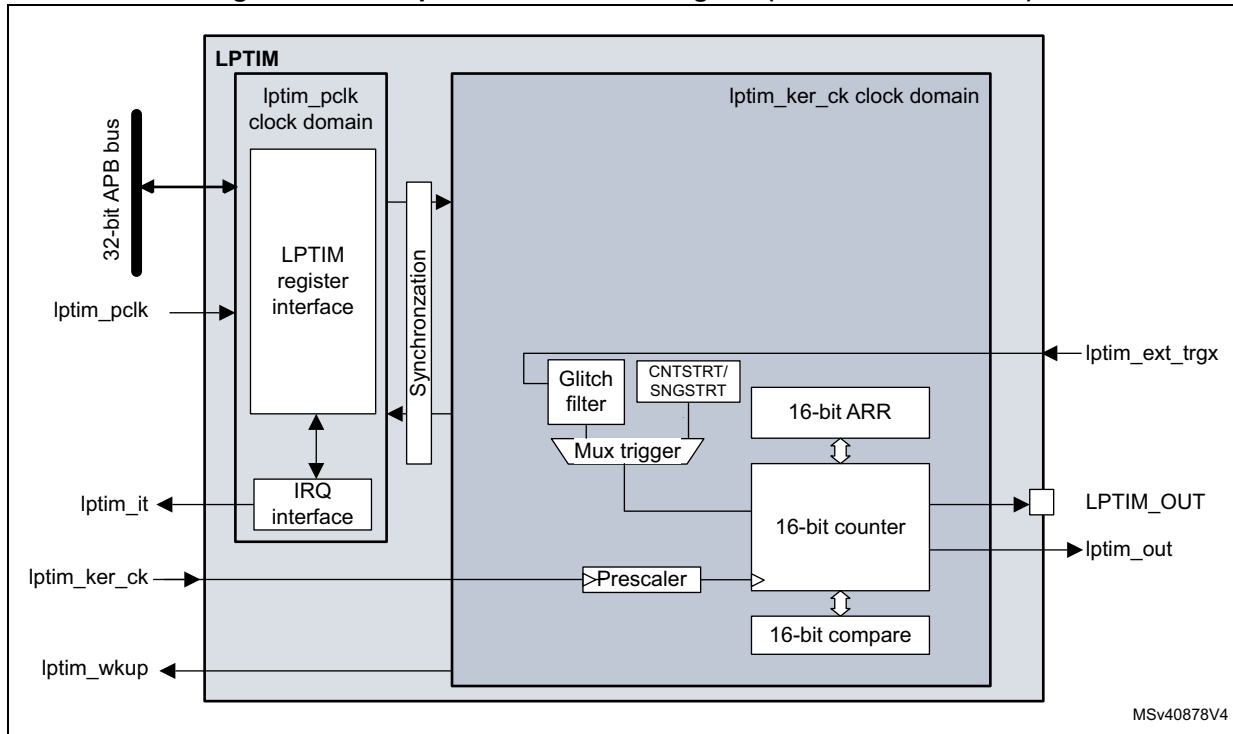 LPTIM
lptim_pclk
clock domain
lptim_ker_ck clock domain
32-bit APB bus
LPTIM
register
interface
Synchronzation
lptim_pclk
lptim_ext_trgx
Glitch
filter
CNTSTRT/
SNGSTRT
16-bit ARR
Mux trigger
IRQ
interface
lptim_it
16-bit counter
LPTIM_OUT
lptim_out
lptim_ker_ck
Prescaler
16-bit compare
lptim_wkup
MSv40878V4